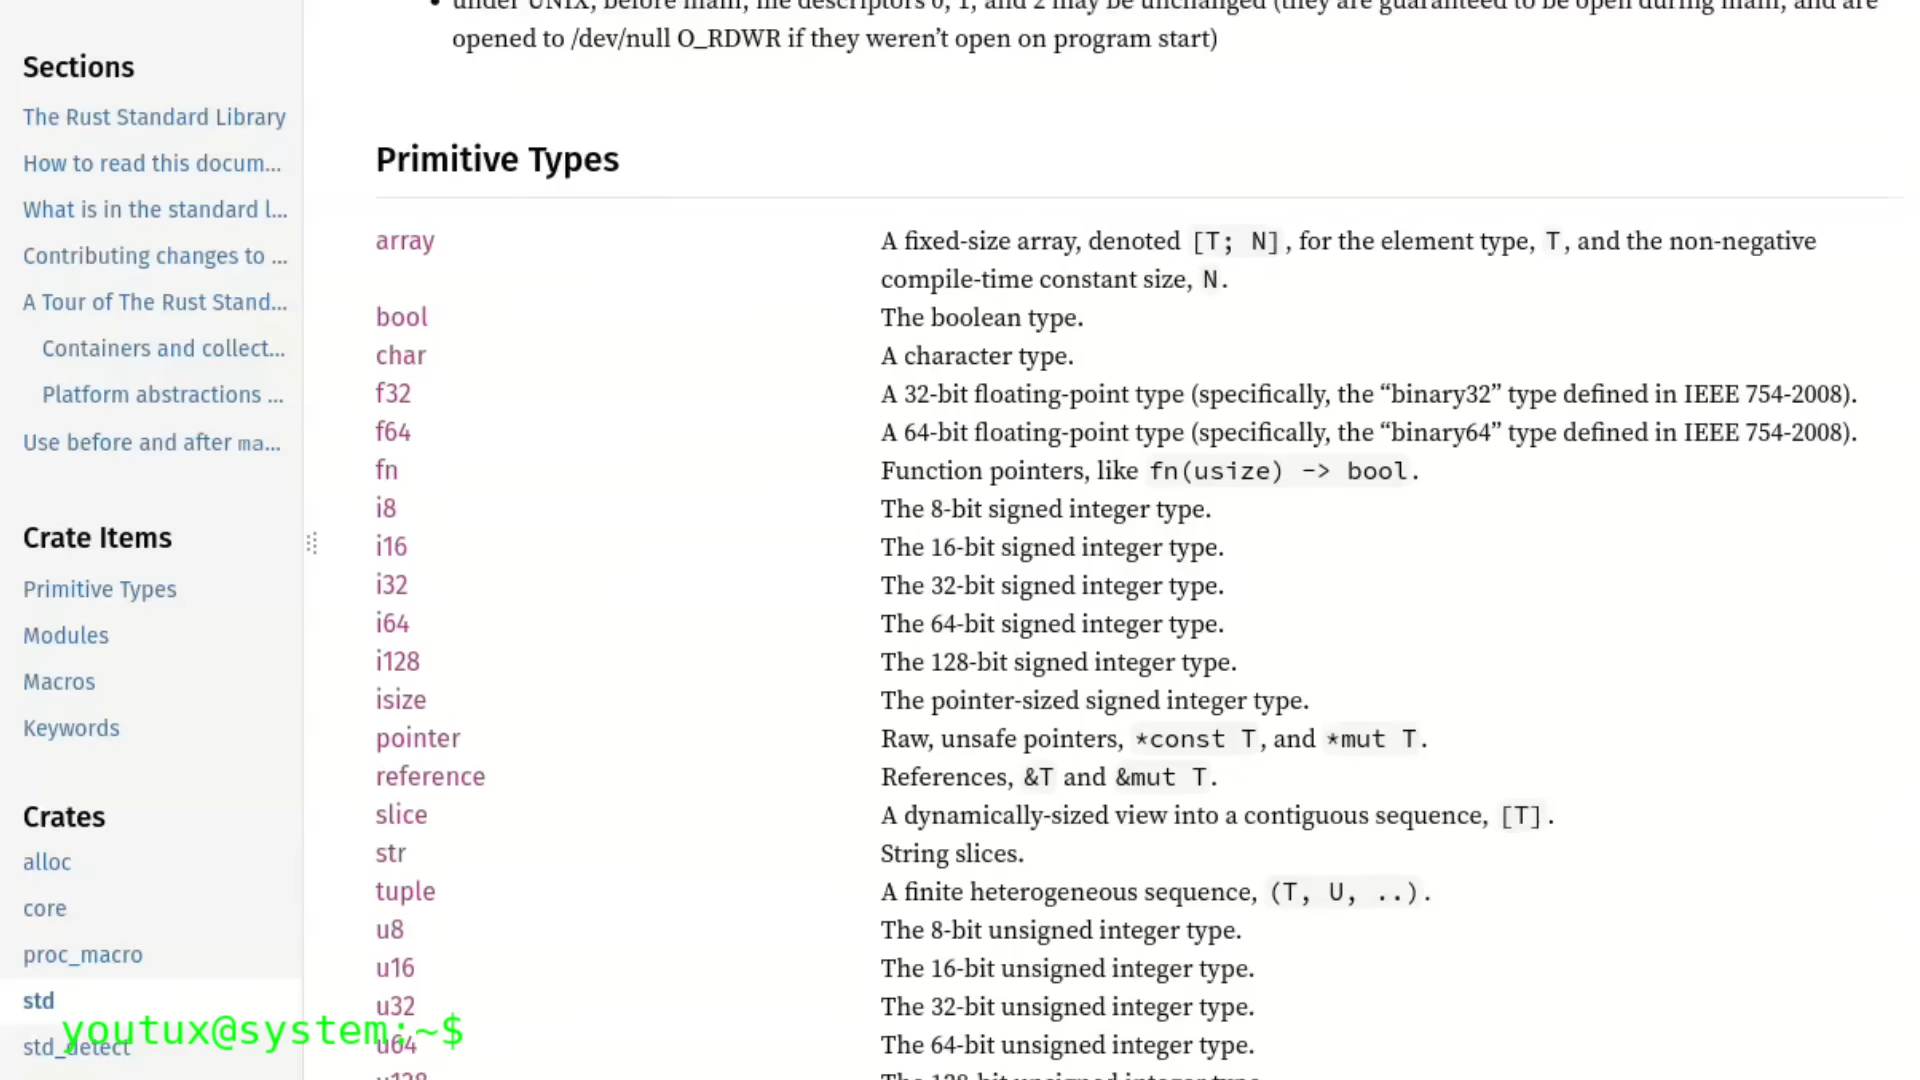 Sections
The Rust Standard Library
How to read this docum...
What is in the standard l...
Contributing changes to ...
A Tour of The Rust Stand...
Containers and collect...
Platform abstractions ...
Use before and after ma...
Crate Items
Primitive Types
Modules
Macros
Keywords
Crates
alloc
core
proc_macro
std
std_detect
under UNIX, before main, file descriptors 0, 1, and 2 may be unchanged (they are guaranteed to be open during main, and are
opened to /dev/null O_RDWR if they weren’t open on program start)
Primitive Types
array A fixed-size array, denoted [T; N], for the element type, T, and the non-negative
compile-time constant size, N.
bool The boolean type.
char A character type.
f32 A 32-bit floating-point type (specifically, the “binary32” type defined in IEEE 754-2008).
f64 A 64-bit floating-point type (specifically, the “binary64” type defined in IEEE 754-2008).
fn Function pointers, like fn(usize) -> bool.
i8 The 8-bit signed integer type.
i16 The 16-bit signed integer type.
i32 The 32-bit signed integer type.
i64 The 64-bit signed integer type.
i128 The 128-bit signed integer type.
isize The pointer-sized signed integer type.
pointer Raw, unsafe pointers, *const T, and *mut T.
reference References, &T and &mut T.
slice A dynamically-sized view into a contiguous sequence, [T].
str String slices.
tuple A finite heterogeneous sequence, (T, U, ..).
u8 The 8-bit unsigned integer type.
u16 The 16-bit unsigned integer type.
u32 The 32-bit unsigned integer type.
u64 The 64-bit unsigned integer type.
u128 The 128-bit unsigned integer type.
youtux@system:~$